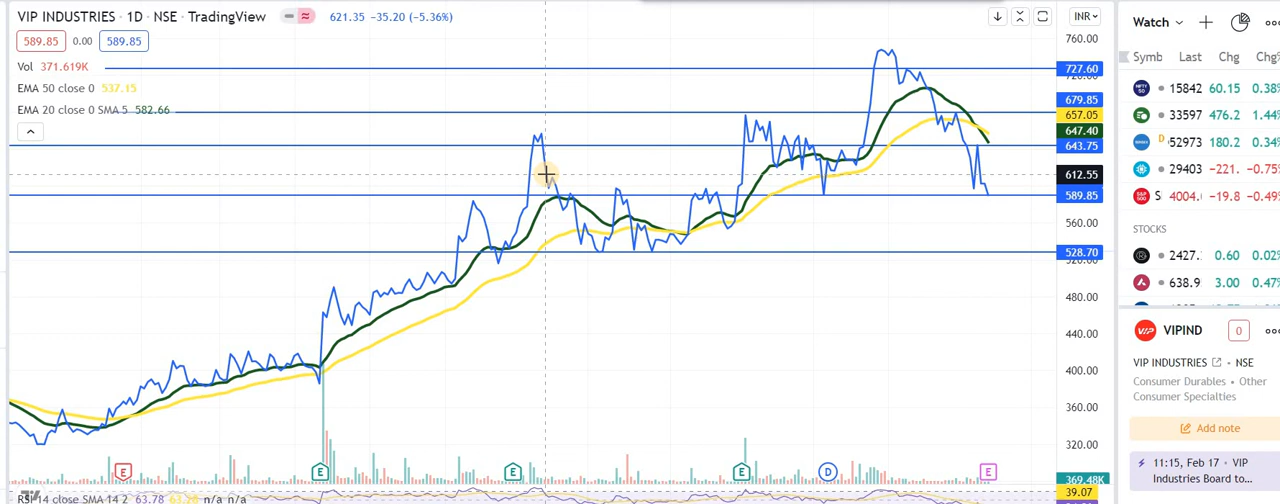 VIP INDUSTRIES · 1D · NSE · TradingView
621.35 −35.20 (−5.36%)
589.85 0.00 589.85
Vol 371.619K
EMA 50 close 0 537.15
EMA 20 close 0 SMA 5 582.66
INR
760.00
727.60
679.85
657.05
647.40
643.75
612.55
589.85
560.00
528.70
480.00
440.00
400.00
360.00
320.00
369.48K
39.07
E
E
E
E
D
E
14 close SMA 14 2 63.78 n/a n/a
Watch
Symb Last Chg Chg%
15842 60.15 0.38%
33597 476.2 1.44%
D 52973 180.2 0.34%
29403 −221. −0.75%
S 4004. −19.8 −0.49%
STOCKS
2427. 0.60 0.02%
638.9 3.00 0.47%
VIP VIPIND 0
VIP INDUSTRIES · NSE
Consumer Durables • Other
Consumer Specialties
Add note
11:15, Feb 17 · VIP
Industries Board to...